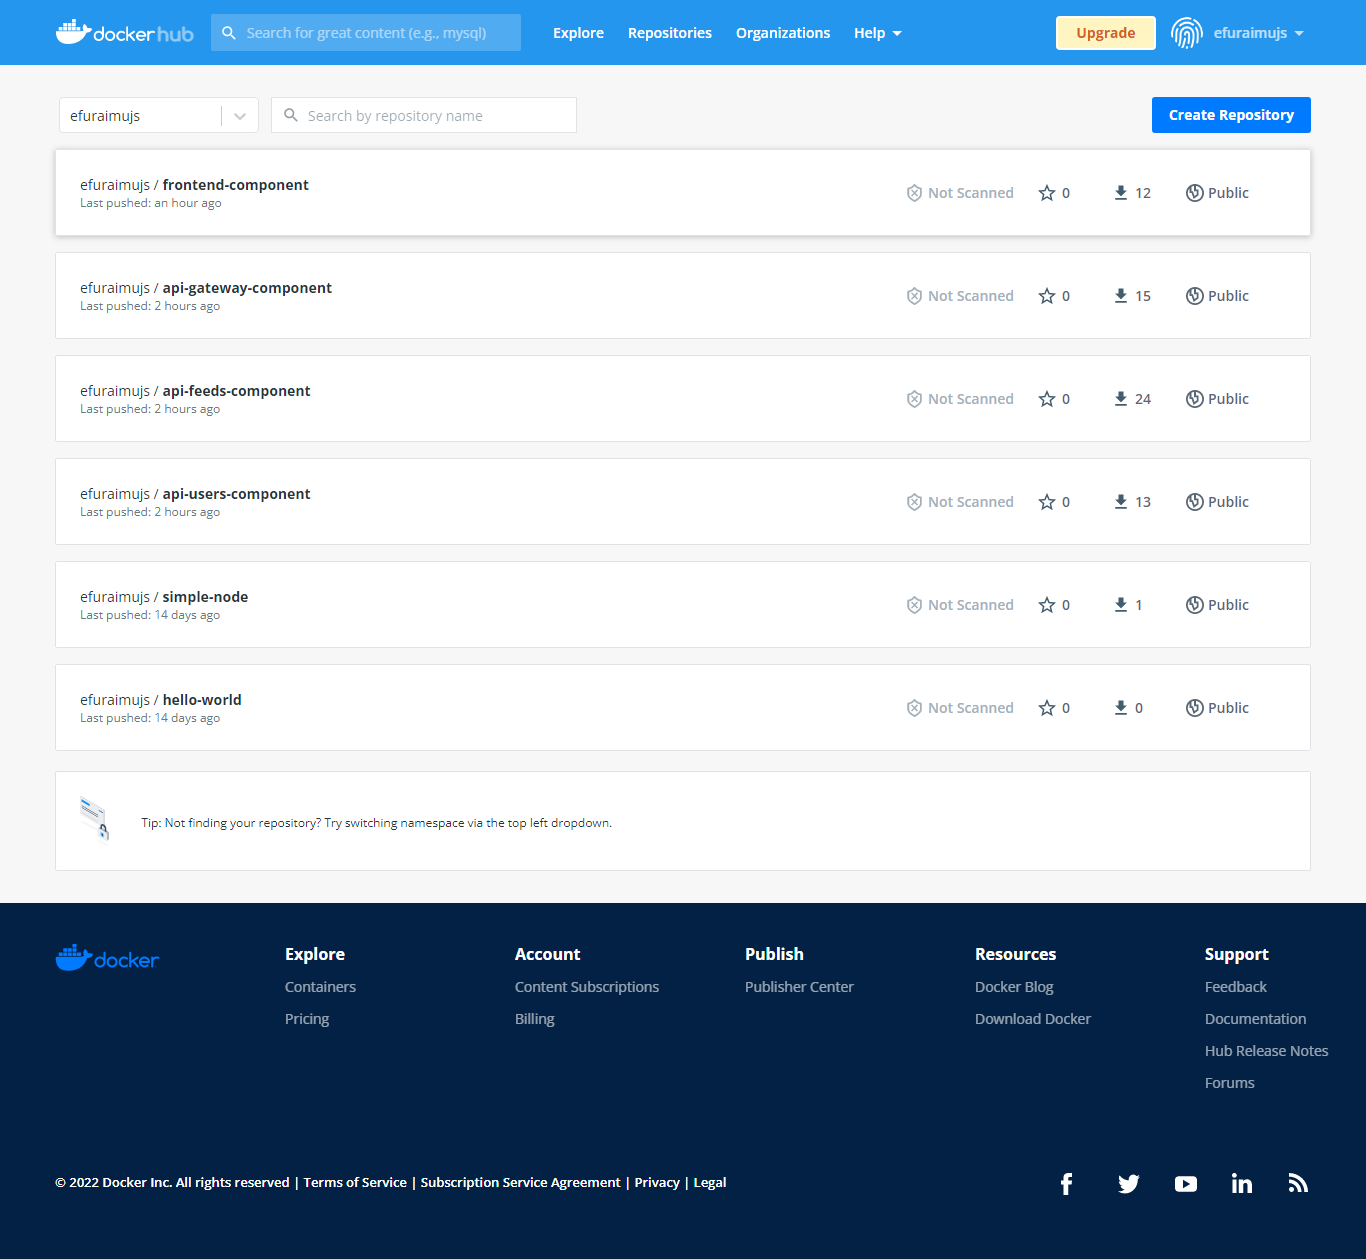 docker hub
Search for great content (e.g., mysql)
Explore
Repositories
Organizations
Help
Upgrade
efuraimujs
efuraimujs
Search by repository name
Create Repository
efuraimujs / frontend-component
Last pushed: an hour ago
Not Scanned
0
12
Public
efuraimujs / api-gateway-component
Last pushed: 2 hours ago
Not Scanned
0
15
Public
efuraimujs / api-feeds-component
Last pushed: 2 hours ago
Not Scanned
0
24
Public
efuraimujs / api-users-component
Last pushed: 2 hours ago
Not Scanned
0
13
Public
efuraimujs / simple-node
Last pushed: 14 days ago
Not Scanned
0
1
Public
efuraimujs / hello-world
Last pushed: 14 days ago
Not Scanned
0
0
Public
Tip: Not finding your repository? Try switching namespace via the top left dropdown.
docker
Explore
Containers
Pricing
Account
Content Subscriptions
Billing
Publish
Publisher Center
Resources
Docker Blog
Download Docker
Support
Feedback
Documentation
Hub Release Notes
Forums
© 2022 Docker Inc. All rights reserved | Terms of Service | Subscription Service Agreement | Privacy | Legal